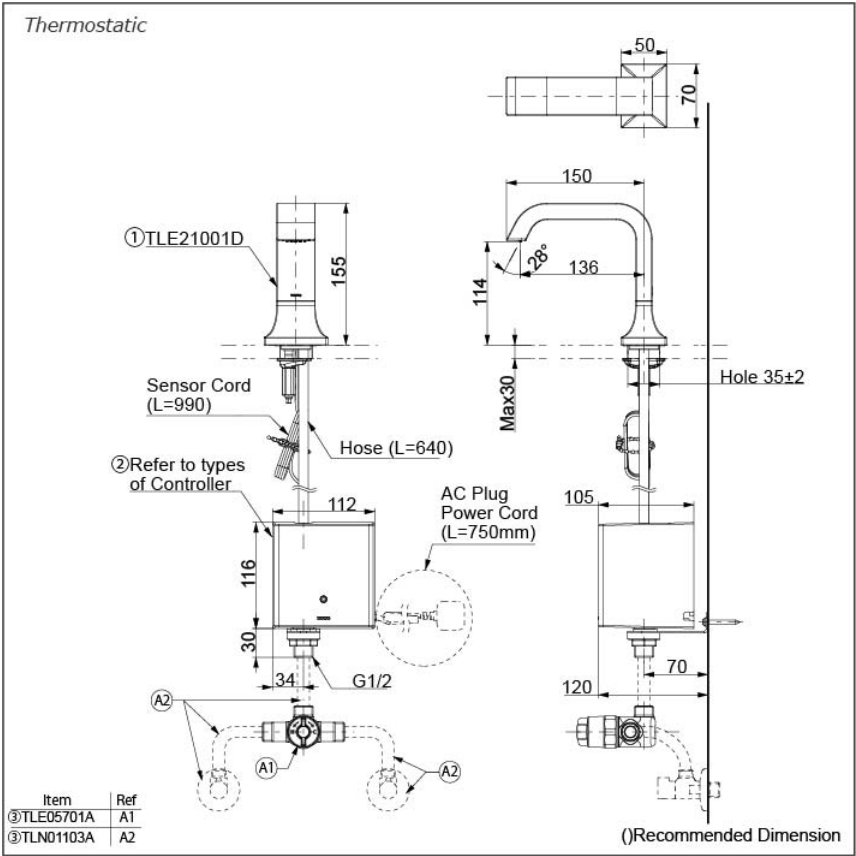 Thermostatic
50
70
150
①TLE21001D
155
28°
136
114
Max30
Hole 35±2
Sensor Cord
(L=990)
Hose (L=640)
②Refer to types
of Controller
112
AC Plug
Power Cord
(L=750mm)
105
116
30
34
G1/2
70
120
A2
A1
A2
Item Ref
③TLE05701A A1
③TLN01103A A2
()Recommended Dimension